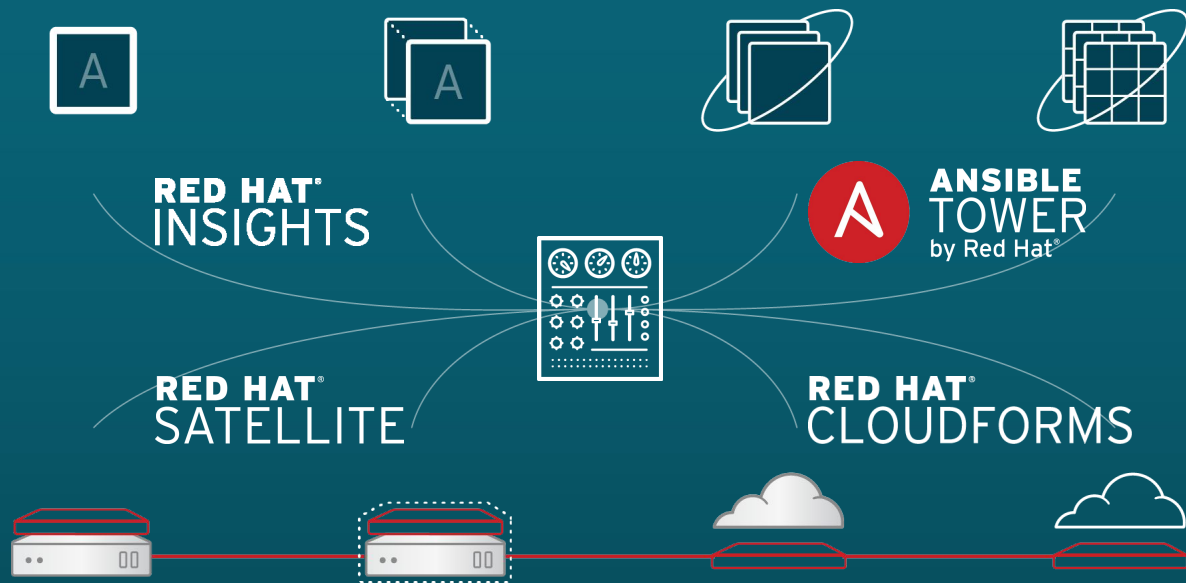 A
A
RED HAT®
INSIGHTS
ANSIBLE
TOWER
by Red Hat®
RED HAT®
SATELLITE
RED HAT®
CLOUDFORMS